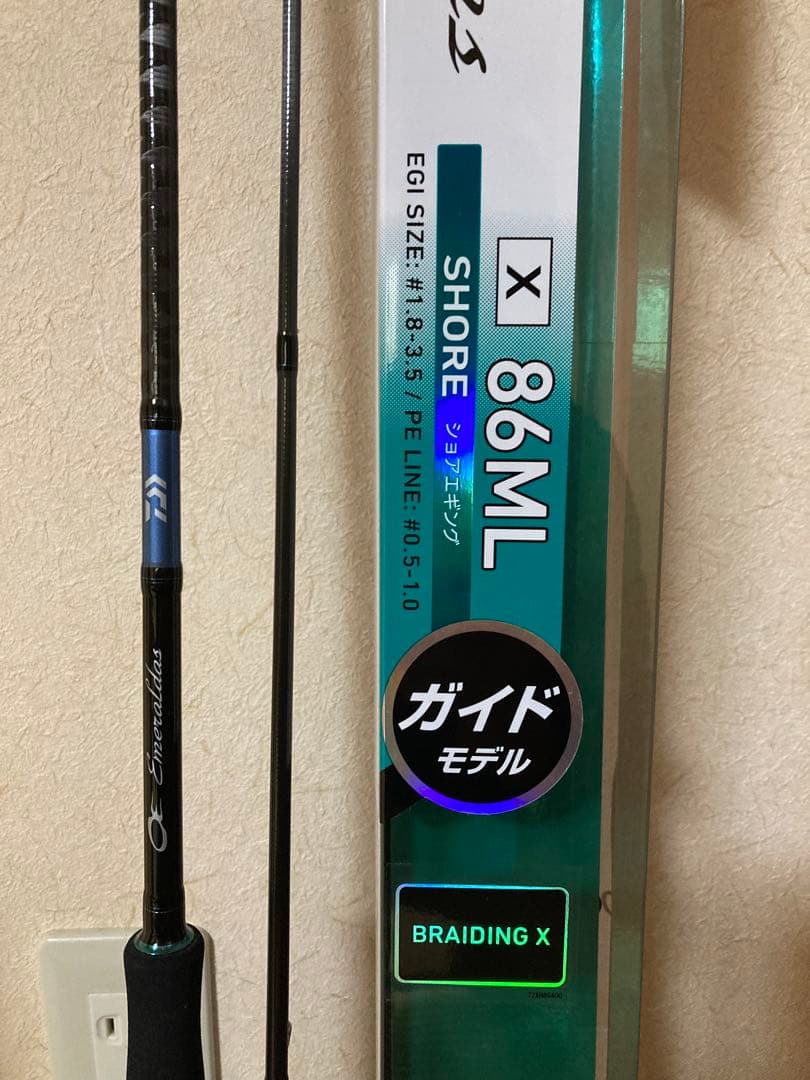 Emeraldas
X 86ML
SHORE ショアエギング
EGI SIZE: #1.8-3.5 / PE LINE: #0.5-1.0
ガイド
モデル
BRAIDING X